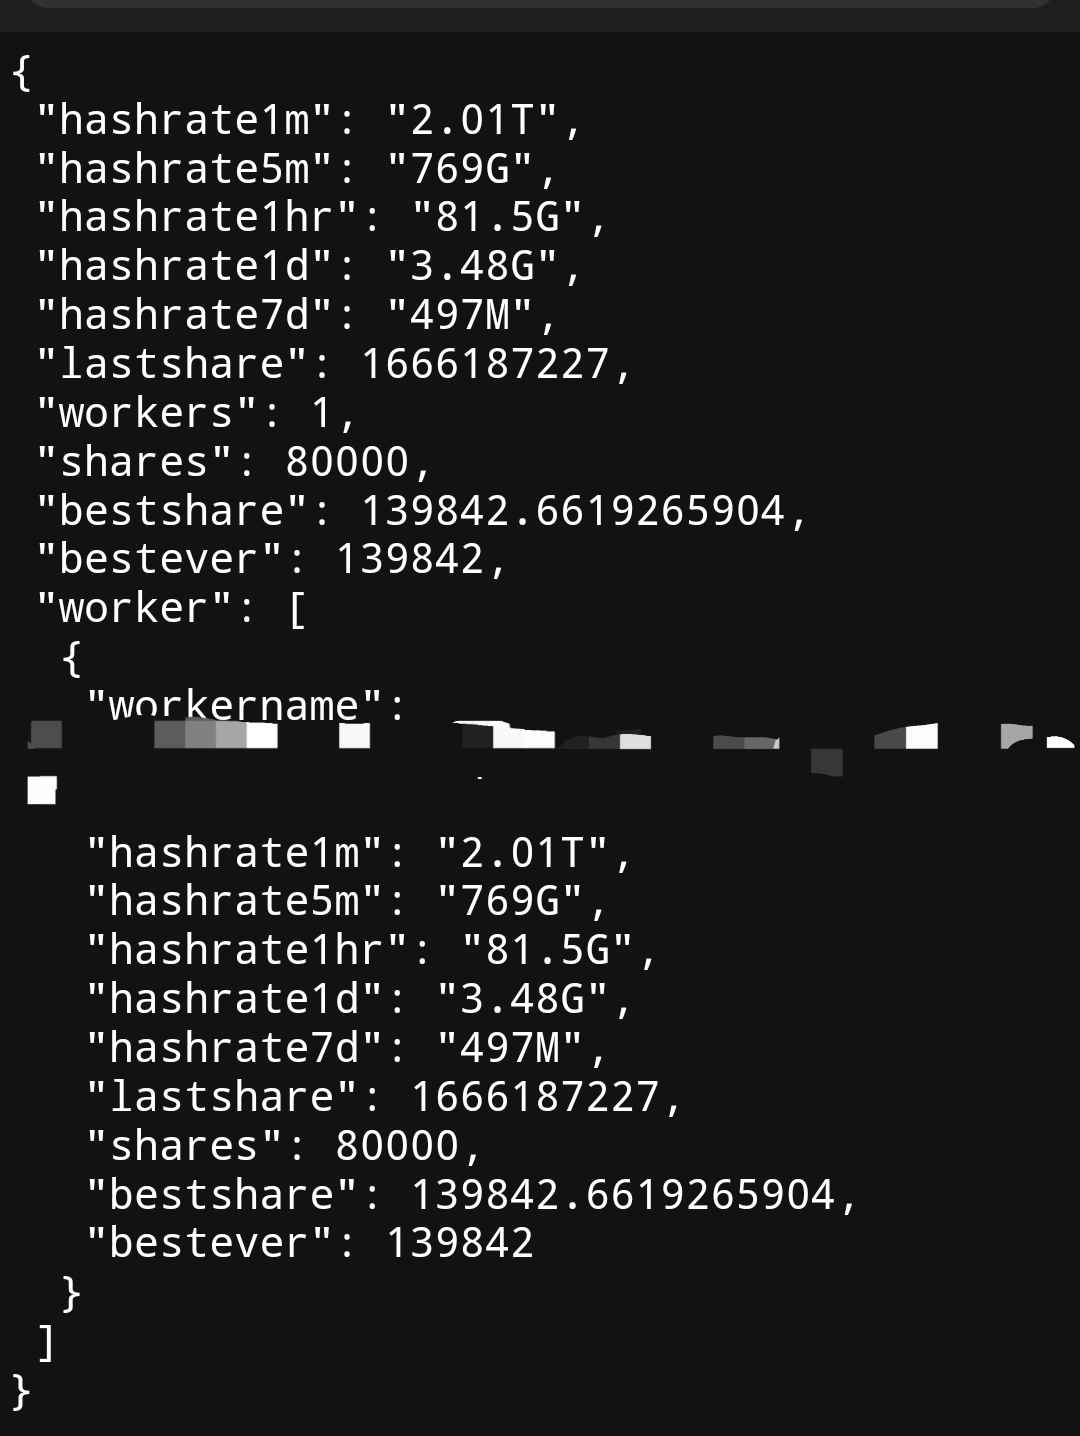 {
"hashrate1m": "2.01T",
"hashrate5m": "769G",
"hashrate1hr": "81.5G",
"hashrate1d": "3.48G",
"hashrate7d": "497M",
"lastshare": 1666187227,
"workers": 1,
"shares": 80000,
"bestshare": 139842.6619265904,
"bestever": 139842,
"worker": [
{
"workername":
"hashrate1m": "2.01T",
"hashrate5m": "769G",
"hashrate1hr": "81.5G",
"hashrate1d": "3.48G",
"hashrate7d": "497M",
"lastshare": 1666187227,
"shares": 80000,
"bestshare": 139842.6619265904,
"bestever": 139842
}
]
}